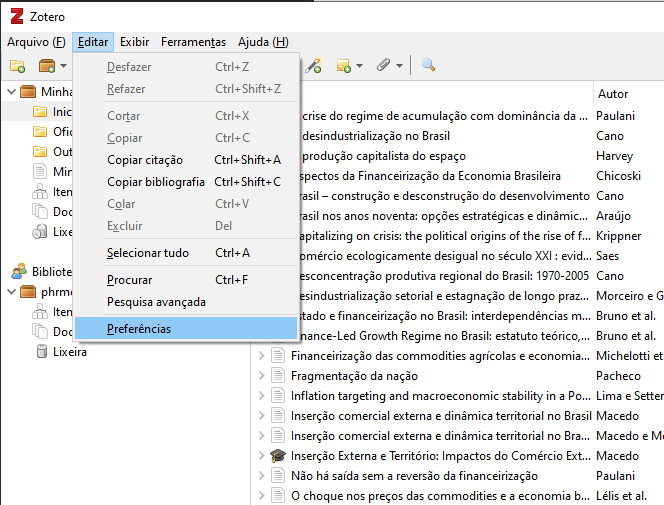 Zotero
Arquivo (F) Editar Exibir Ferramentas Ajuda (H)
Desfazer Ctrl+Z
Refazer Ctrl+Shift+Z
Cortar Ctrl+X
Copiar Ctrl+C
Copiar citação Ctrl+Shift+A
Copiar bibliografia Ctrl+Shift+C
Colar Ctrl+V
Excluir Del
Selecionar tudo Ctrl+A
Procurar Ctrl+F
Pesquisa avançada
Preferências
Minha
Inic
Ofic
Out
Min
Item
Doc
Lixei
Bibliote
phrmo
Item
Doc
Lixeira
Autor
crise do regime de acumulação com dominância da ... Paulani
desindustrialização no Brasil Cano
produção capitalista do espaço Harvey
spectos da Financeirização da Economia Brasileira Chicoski
rasil – construção e desconstrução do desenvolvimento Cano
rasil nos anos noventa: opções estratégicas e dinâmic... Araújo
apitalizing on crisis: the political origins of the rise of f... Krippner
omércio ecologicamente desigual no século XXI : evid... Saes
esconcentração produtiva regional do Brasil: 1970-2005 Cano
esindustrialização setorial e estagnação de longo praz... Morceiro e G
stado e financeirização no Brasil: interdependências m... Bruno et al.
nance-Led Growth Regime no Brasil: estatuto teórico,... Bruno et al.
Financeirização das commodities agrícolas e economia... Michelotti et
Fragmentação da nação Pacheco
Inflation targeting and macroeconomic stability in a Po... Lima e Setter
Inserção comercial externa e dinâmica territorial no Brasil Macedo
Inserção comercial externa e dinâmica territorial no Bra... Macedo e M
Inserção Externa e Território: Impactos do Comércio Ext... Macedo
Não há saída sem a reversão da financeirização Paulani
O choque nos preços das commodities e a economia b... Lélis et al.